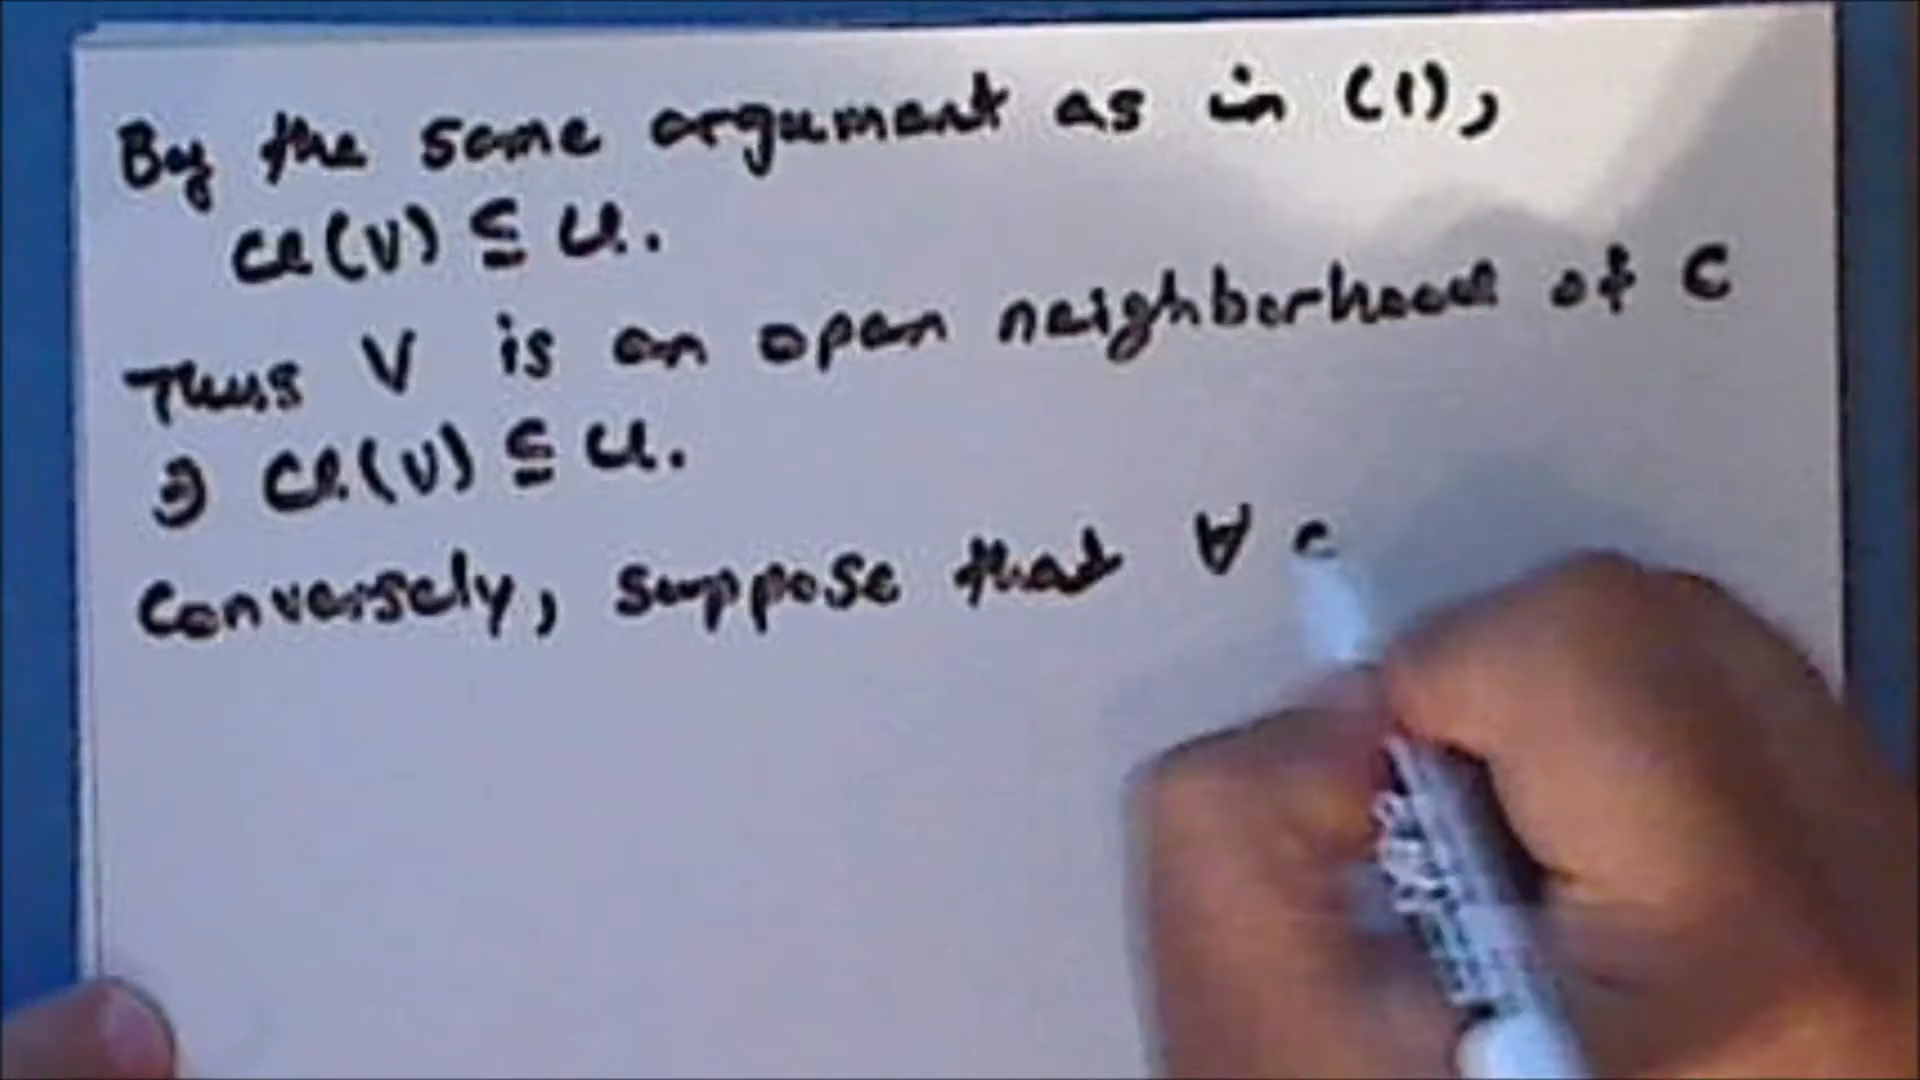 By the same argument as in (1),
Cl(V) ⊆ U.
Thus V is an open neighborhood of C
∋ Cl(V) ⊆ U.
Conversely, suppose that ∀ c